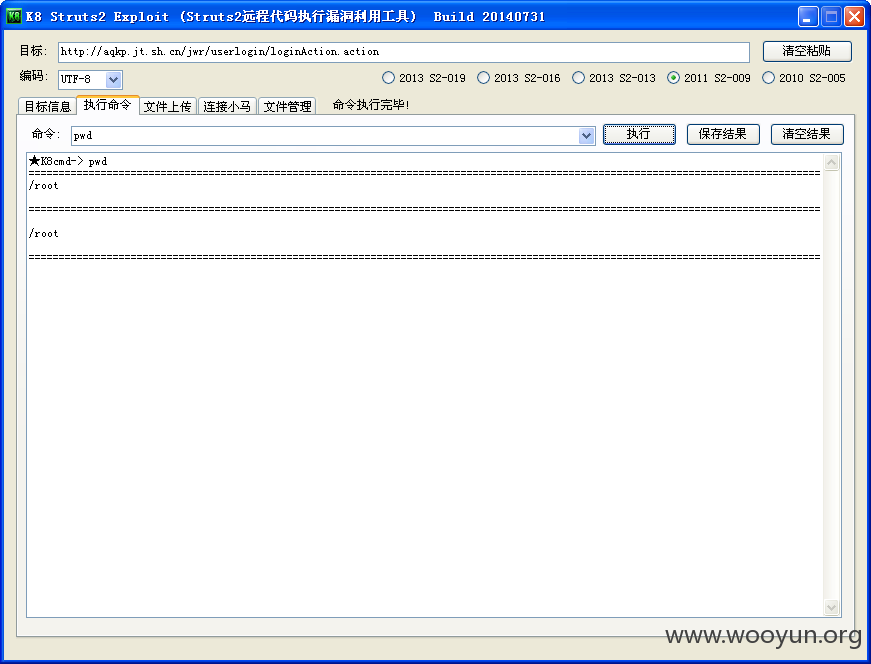 K8 K8 Struts2 Exploit (Struts2远程代码执行漏洞利用工具) Build 20140731
目标: http://aqkp.jt.sh.cn/jwr/userlogin/loginAction.action 清空粘贴
编码: UTF-8 2013 S2-019 2013 S2-016 2013 S2-013 2011 S2-009 2010 S2-005
目标信息 执行命令 文件上传 连接小马 文件管理 命令执行完毕!
命令: pwd 执行 保存结果 清空结果
★K8cmd-> pwd
========================================================================================================================
/root
========================================================================================================================
/root
========================================================================================================================
www.wooyun.org